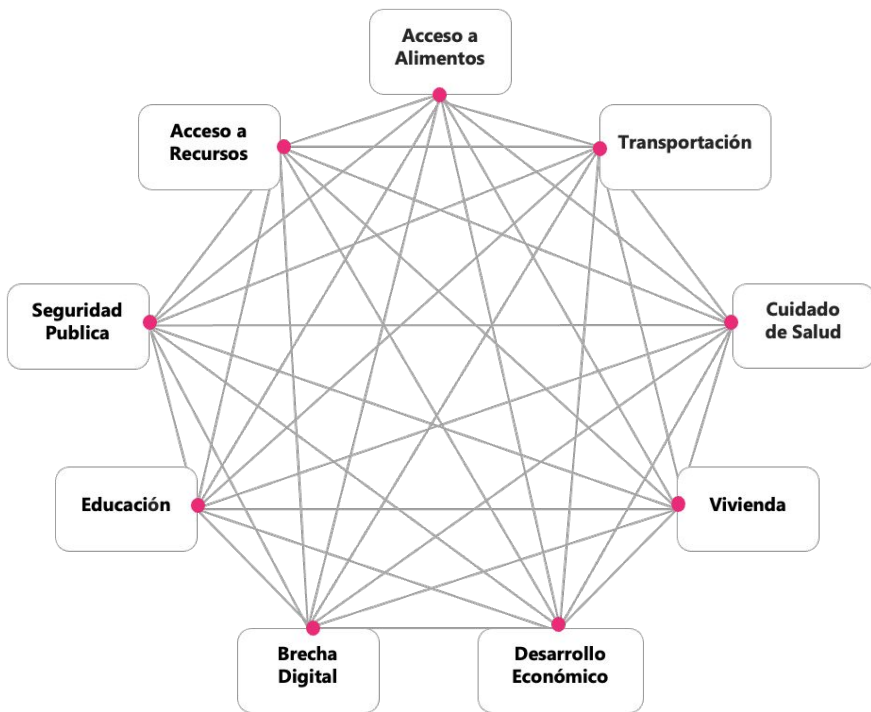 Acceso a
Alimentos
Acceso a
Recursos
Transportación
Seguridad
Publica
Cuidado
de Salud
Educación
Vivienda
Brecha
Digital
Desarrollo
Económico